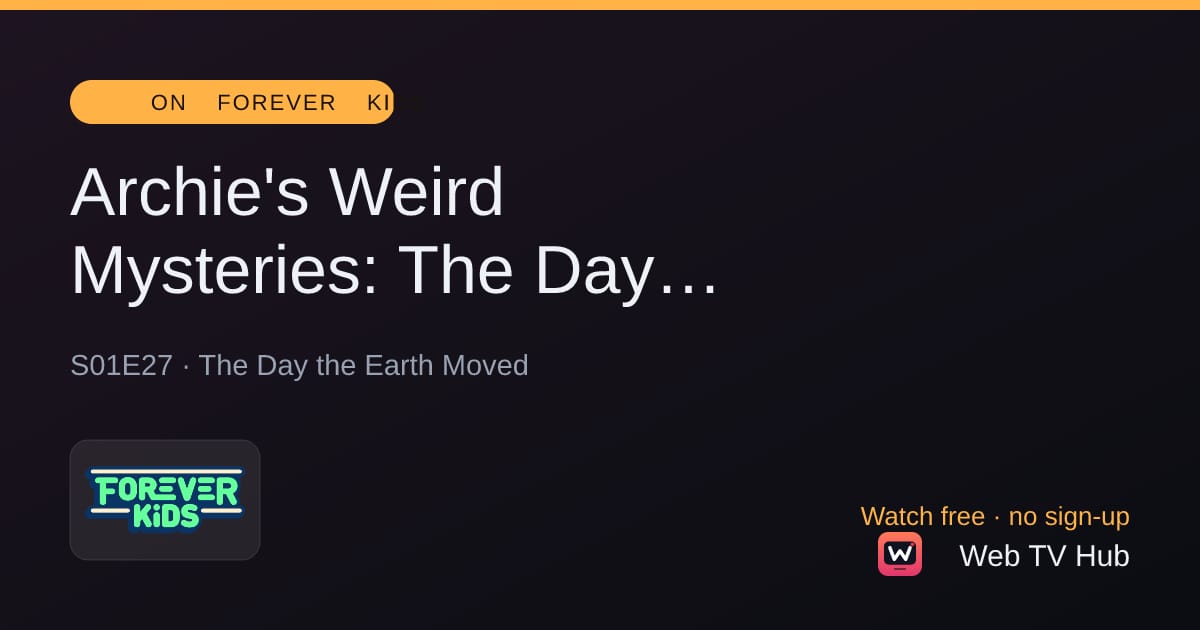 ON FOREVER KI
Archie's Weird
Mysteries: The Day…
S01E27 · The Day the Earth Moved
FOREVER
KiDS
Watch free · no sign-up
W
Web TV Hub